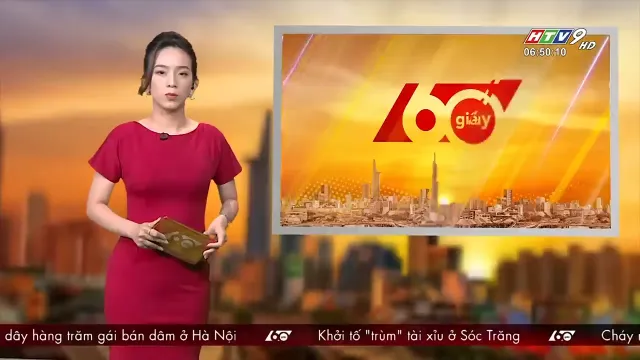 HTV9 HD
06:50:10
60
giây
dây hàng trăm gái bán dâm ở Hà Nội 60 Khởi tố "trùm" tài xỉu ở Sóc Trăng 60 Cháy